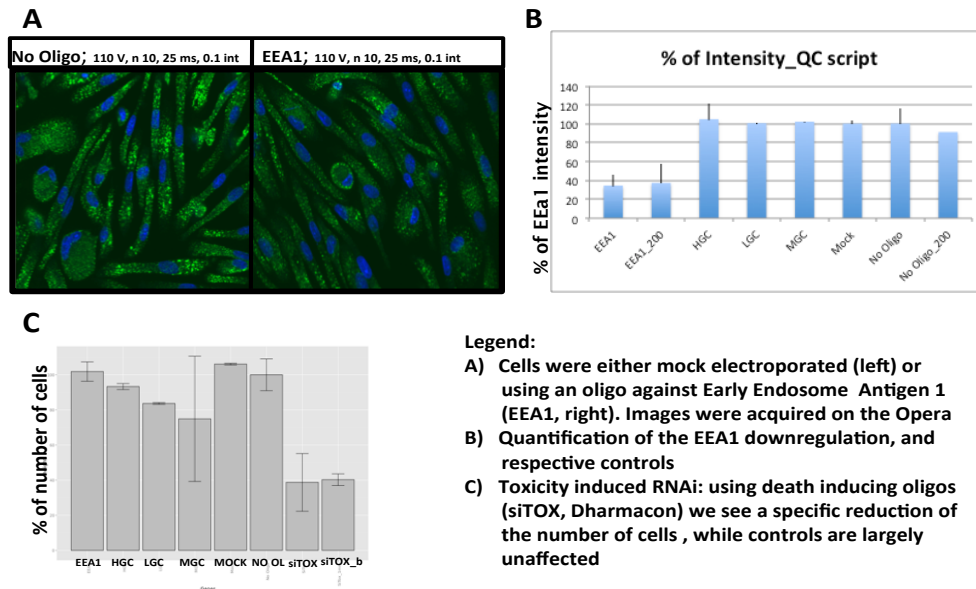 A
No Oligo; 110 V, n 10, 25 ms, 0.1 int
EEA1; 110 V, n 10, 25 ms, 0.1 int
B
% of Intensity_QC script
% of EEa1 intensity
140
120
100
80
60
40
20
0
EEA1
EEA1_200
HGC
LGC
MGC
Mock
No Oligo
No Oligo_200
C
% of number of cells
EEA1 HGC LGC MGC MOCK NO OL siTOX siTOX_b
Legend:
A) Cells were either mock electroporated (left) or
using an oligo against Early Endosome Antigen 1
(EEA1, right). Images were acquired on the Opera
B) Quantification of the EEA1 downregulation, and
respective controls
C) Toxicity induced RNAi: using death inducing oligos
(siTOX, Dharmacon) we see a specific reduction of
the number of cells , while controls are largely
unaffected